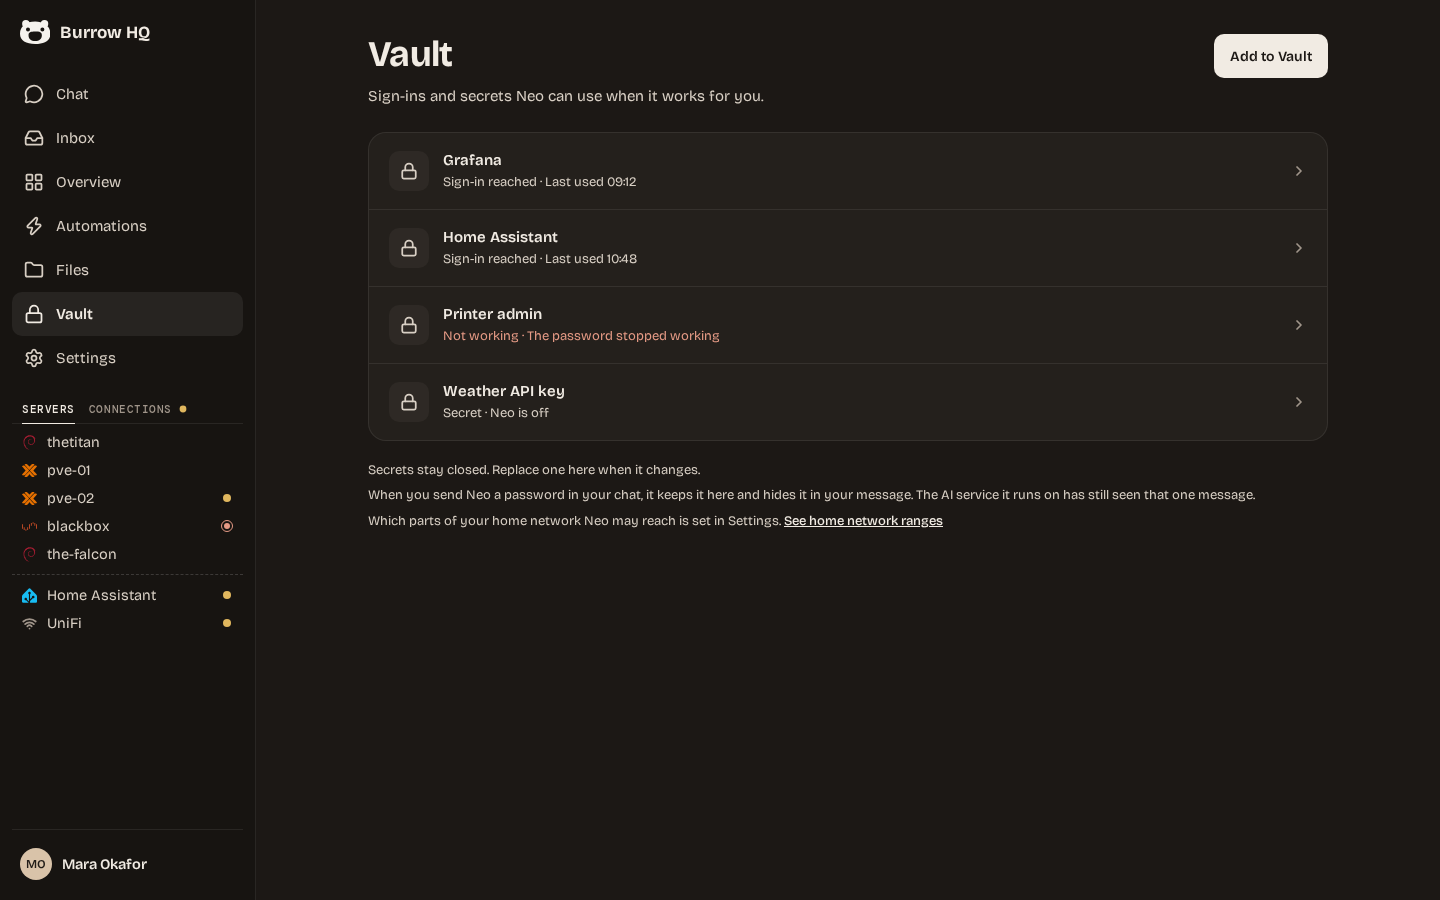 Burrow HQ
Chat
Inbox
Overview
Automations
Files
Vault
Settings
SERVERS CONNECTIONS
thetitan
pve-01
pve-02
blackbox
the-falcon
Home Assistant
UniFi
MO Mara Okafor
Vault
Add to Vault
Sign-ins and secrets Neo can use when it works for you.
Grafana
Sign-in reached · Last used 09:12
Home Assistant
Sign-in reached · Last used 10:48
Printer admin
Not working · The password stopped working
Weather API key
Secret · Neo is off
Secrets stay closed. Replace one here when it changes.
When you send Neo a password in your chat, it keeps it here and hides it in your message. The AI service it runs on has still seen that one message.
Which parts of your home network Neo may reach is set in Settings. See home network ranges